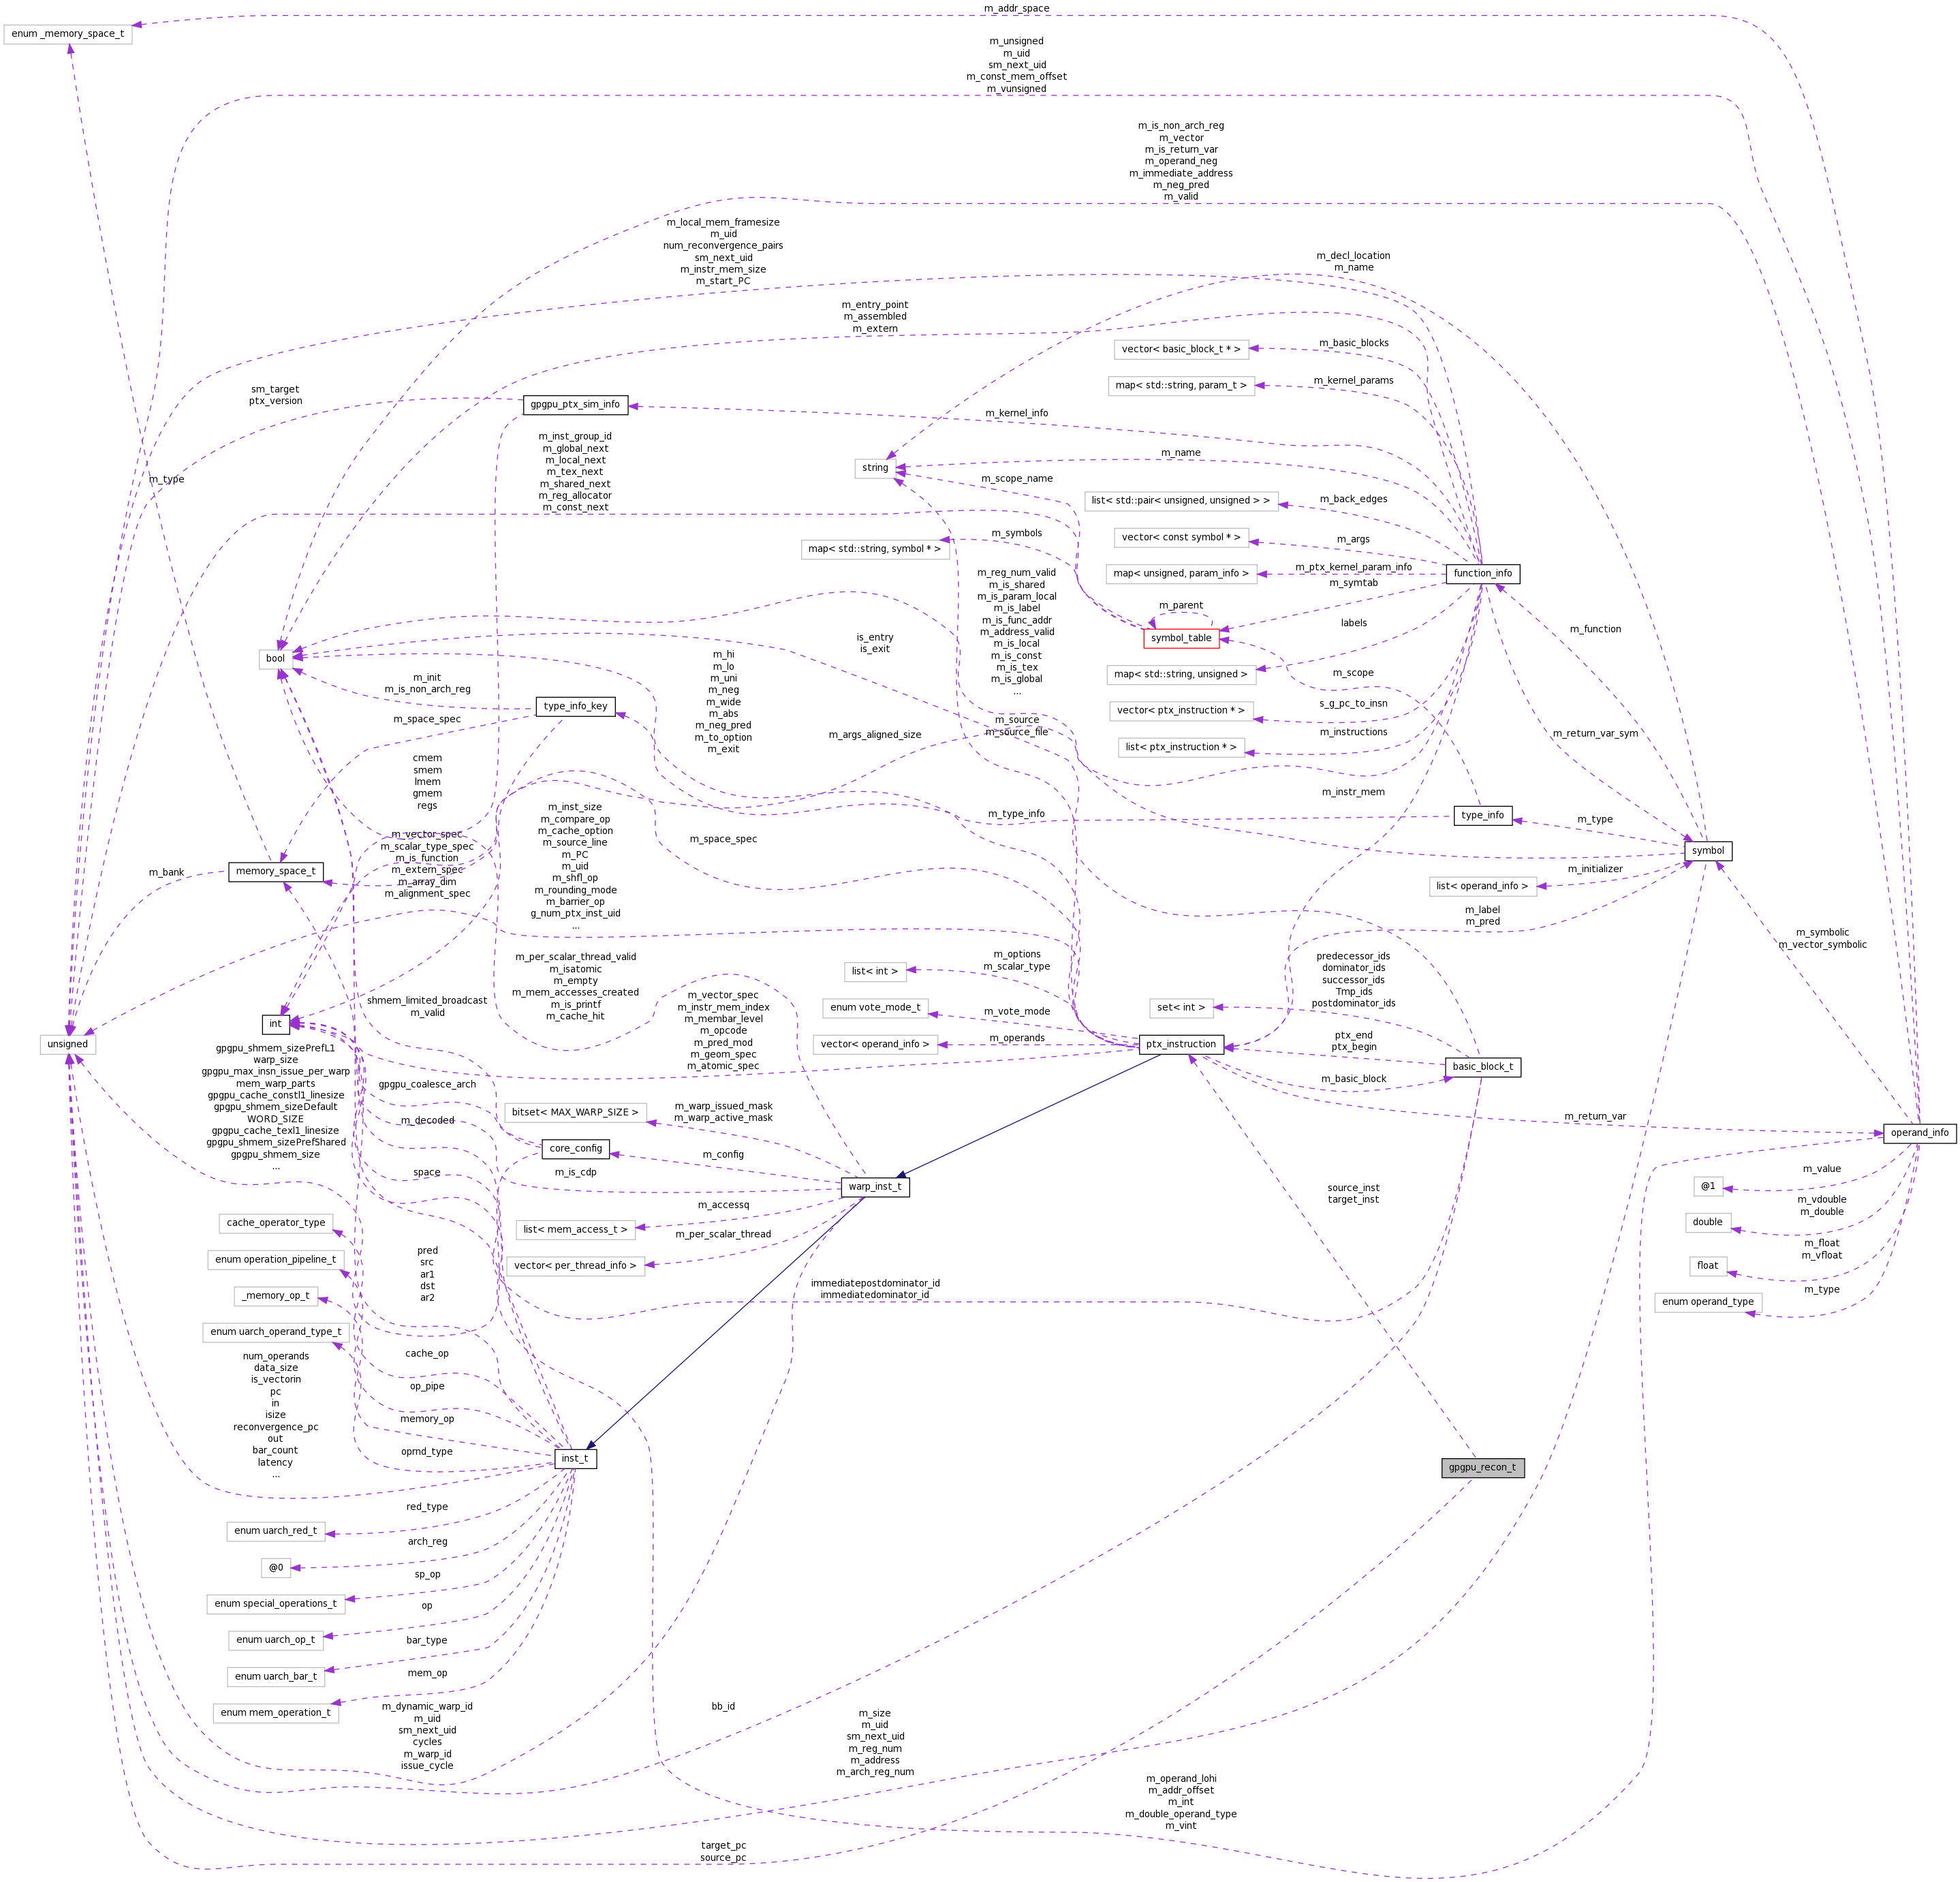 m_addr_space
enum _memory_space_t
m_unsigned
m_uid
sm_next_uid
m_const_mem_offset
m_vunsigned
m_is_non_arch_reg
m_vector
m_is_return_var
m_operand_neg
m_immediate_address
m_neg_pred
m_valid
m_local_mem_framesize
m_uid
num_reconvergence_pairs
sm_next_uid
m_instr_mem_size
m_start_PC
m_decl_location
m_name
m_entry_point
m_assembled
m_extern
m_basic_blocks
vector< basic_block_t * >
m_kernel_params
map< std::string, param_t >
sm_target
ptx_version
gpgpu_ptx_sim_info
m_kernel_info
m_inst_group_id
m_global_next
m_local_next
m_tex_next
m_shared_next
m_reg_allocator
m_const_next
m_name
string
m_type
m_scope_name
m_back_edges
list< std::pair< unsigned, unsigned > >
m_symbols
map< std::string, symbol * >
m_args
vector< const symbol * >
m_ptx_kernel_param_info
map< unsigned, param_info >
function_info
m_symtab
m_reg_num_valid
m_is_shared
m_is_param_local
m_is_label
m_is_func_addr
m_address_valid
m_is_local
m_is_const
m_is_tex
m_is_global
...
m_parent
symbol_table
labels
m_function
is_entry
is_exit
bool
m_init
m_is_non_arch_reg
m_hi
m_lo
m_uni
m_neg
m_wide
m_abs
m_neg_pred
m_to_option
m_exit
map< std::string, unsigned >
m_scope
type_info_key
s_g_pc_to_insn
vector< ptx_instruction * >
m_space_spec
m_source
m_source_file
m_args_aligned_size
m_instructions
list< ptx_instruction * >
m_return_var_sym
cmem
smem
lmem
gmem
regs
m_instr_mem
m_inst_size
m_compare_op
m_cache_option
m_source_line
m_PC
m_uid
m_shfl_op
m_rounding_mode
m_barrier_op
g_num_ptx_inst_uid
...
m_type_info
type_info
m_type
m_vector_spec
m_scalar_type_spec
m_is_function
m_extern_spec
m_array_dim
m_alignment_spec
m_space_spec
symbol
m_bank
memory_space_t
m_initializer
list< operand_info >
m_label
m_pred
m_symbolic
m_vector_symbolic
m_per_scalar_thread_valid
m_isatomic
m_empty
m_mem_accesses_created
m_is_printf
m_cache_hit
m_options
m_scalar_type
list< int >
predecessor_ids
dominator_ids
successor_ids
Tmp_ids
postdominator_ids
shmem_limited_broadcast
m_valid
m_vector_spec
m_instr_mem_index
m_membar_level
m_opcode
m_pred_mod
m_geom_spec
m_atomic_spec
enum vote_mode_t
m_vote_mode
set< int >
int
unsigned
vector< operand_info >
m_operands
ptx_instruction
ptx_end
ptx_begin
gpgpu_shmem_sizePrefL1
warp_size
gpgpu_max_insn_issue_per_warp
mem_warp_parts
gpgpu_cache_constl1_linesize
gpgpu_shmem_sizeDefault
WORD_SIZE
gpgpu_cache_texl1_linesize
gpgpu_shmem_sizePrefShared
gpgpu_shmem_size
...
basic_block_t
m_basic_block
gpgpu_coalesce_arch
bitset< MAX_WARP_SIZE >
m_warp_issued_mask
m_warp_active_mask
m_return_var
m_decoded
operand_info
core_config
m_config
space
m_is_cdp
warp_inst_t
m_value
@1
source_inst
target_inst
m_accessq
list< mem_access_t >
m_vdouble
m_double
double
cache_operator_type
m_per_scalar_thread
vector< per_thread_info >
enum operation_pipeline_t
pred
src
ar1
dst
ar2
m_float
m_vfloat
float
immediatepostdominator_id
immediatedominator_id
m_type
enum operand_type
_memory_op_t
enum uarch_operand_type_t
cache_op
num_operands
data_size
is_vectorin
pc
in
isize
reconvergence_pc
out
bar_count
latency
...
op_pipe
memory_op
oprnd_type
inst_t
gpgpu_recon_t
red_type
enum uarch_red_t
arch_reg
@0
sp_op
enum special_operations_t
op
enum uarch_op_t
bar_type
enum uarch_bar_t
mem_op
enum mem_operation_t
m_dynamic_warp_id
m_uid
sm_next_uid
cycles
m_warp_id
issue_cycle
bb_id
m_size
m_uid
sm_next_uid
m_reg_num
m_address
m_arch_reg_num
m_operand_lohi
m_addr_offset
m_int
m_double_operand_type
m_vint
target_pc
source_pc